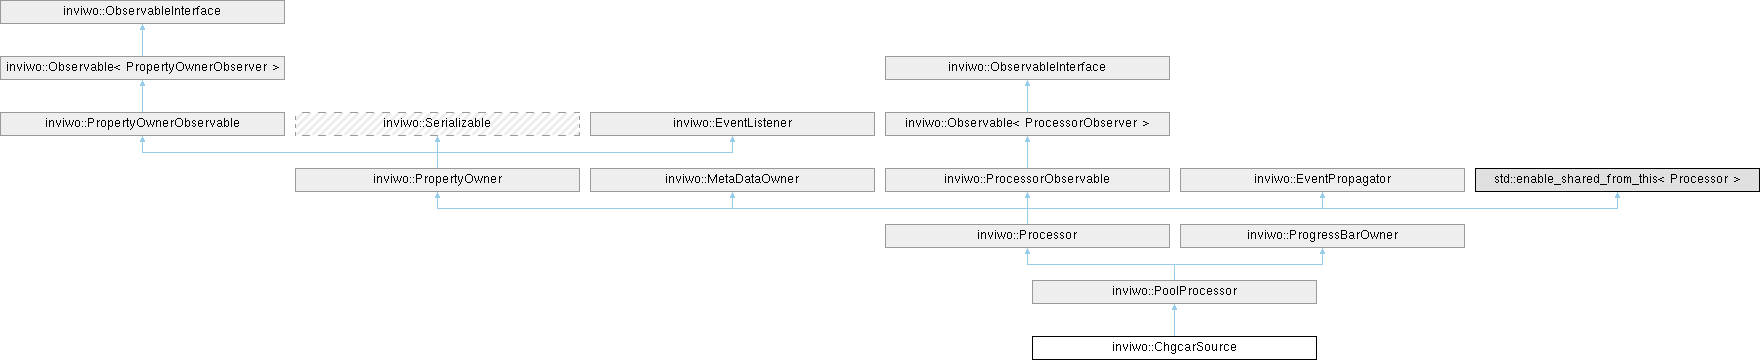 inviwo::ObservableInterface
inviwo::Observable< PropertyOwnerObserver >
inviwo::ObservableInterface
inviwo::PropertyOwnerObservable
inviwo::Serializable
inviwo::EventListener
inviwo::Observable< ProcessorObserver >
inviwo::PropertyOwner
inviwo::MetaDataOwner
inviwo::ProcessorObservable
inviwo::EventPropagator
std::enable_shared_from_this< Processor >
inviwo::Processor
inviwo::ProgressBarOwner
inviwo::PoolProcessor
inviwo::ChgcarSource